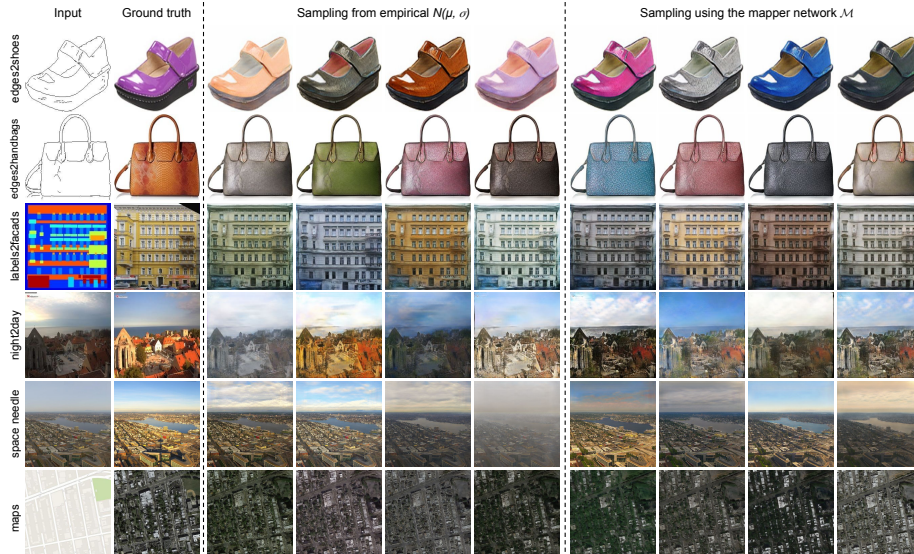 Input
Ground truth
Sampling from empirical N(μ, σ)
Sampling using the mapper network ℳ
edges2shoes
edges2handbags
labels2facads
night2day
space needle
maps